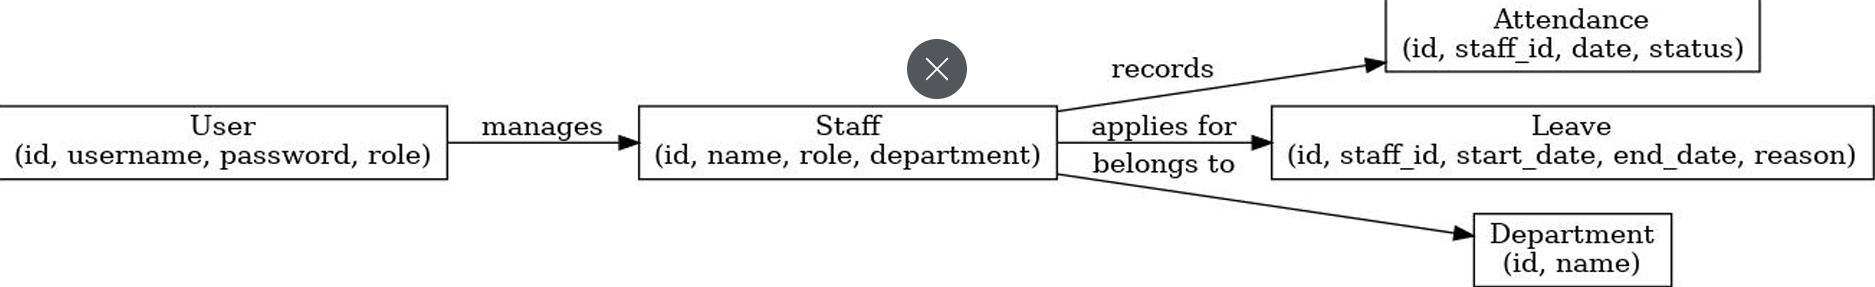 User
(id, username, password, role)
manages
Staff
(id, name, role, department)
records
applies for
belongs to
Attendance
(id, staff_id, date, status)
Leave
(id, staff_id, start_date, end_date, reason)
Department
(id, name)